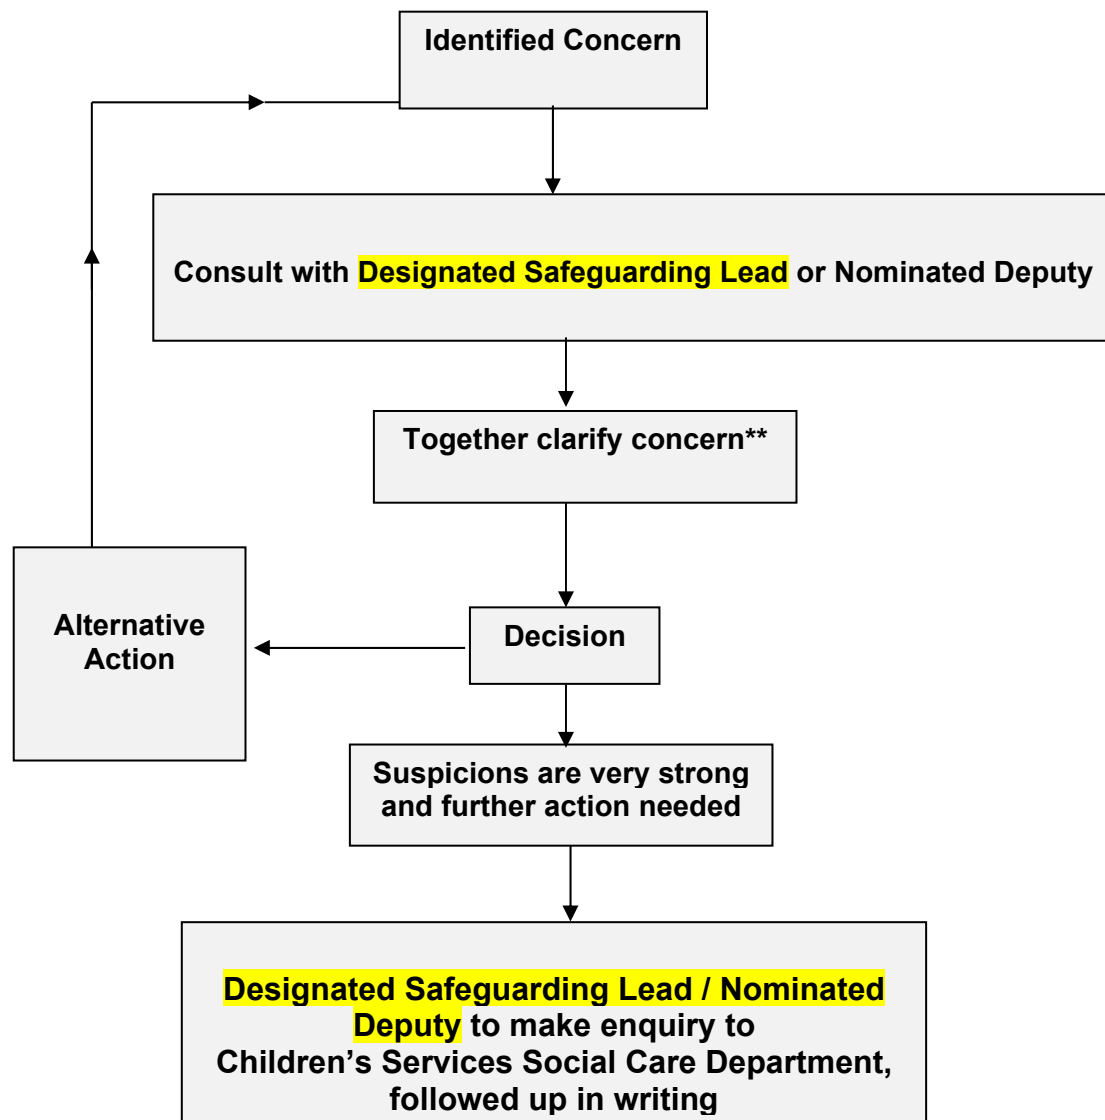 Identified Concern
Consult with Designated Safeguarding Lead or Nominated Deputy
Together clarify concern**
Alternative
Action
Decision
Suspicions are very strong
and further action needed
Designated Safeguarding Lead / Nominated
Deputy to make enquiry to
Children’s Services Social Care Department,
followed up in writing